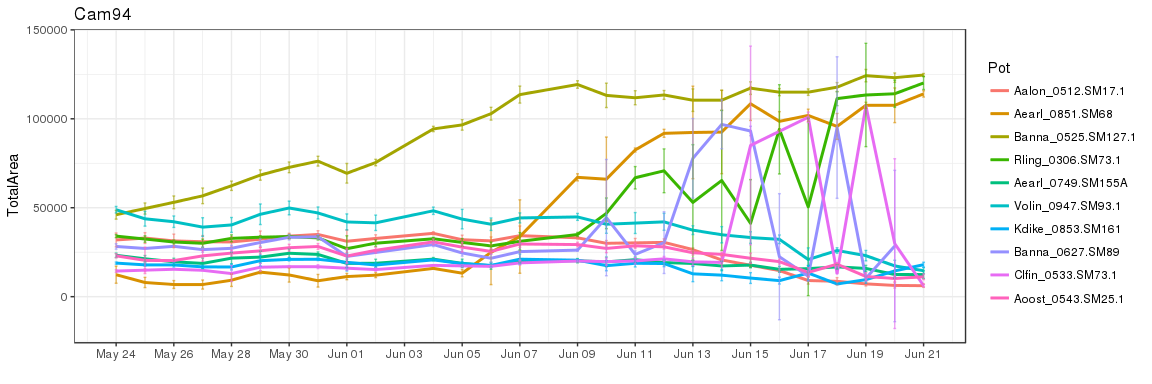 Cam94
TotalArea
150000
100000
50000
0
May 24 May 26 May 28 May 30 Jun 01 Jun 03 Jun 05 Jun 07 Jun 09 Jun 11 Jun 13 Jun 15 Jun 17 Jun 19 Jun 21
Pot
Aalon_0512.SM17.1
Aearl_0851.SM68
Banna_0525.SM127.1
Rling_0306.SM73.1
Aearl_0749.SM155A
Volin_0947.SM93.1
Kdike_0853.SM161
Banna_0627.SM89
Clfin_0533.SM73.1
Aoost_0543.SM25.1